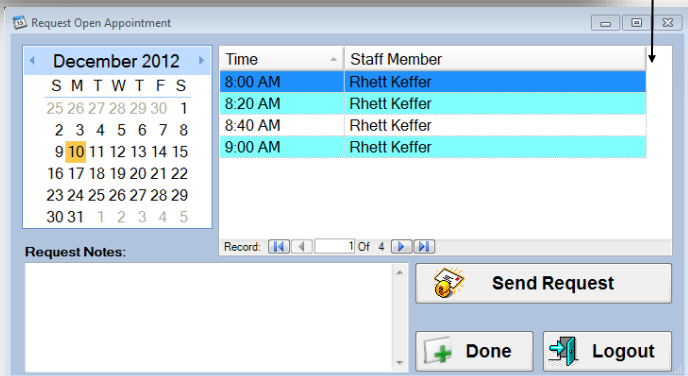 Request Open Appointment
December 2012
S M T W T F S
25 26 27 28 29 30 1
2 3 4 5 6 7 8
9 10 11 12 13 14 15
16 17 18 19 20 21 22
23 24 25 26 27 28 29
30 31 1 2 3 4 5
Time Staff Member
8:00 AM Rhett Keffer
8:20 AM Rhett Keffer
8:40 AM Rhett Keffer
9:00 AM Rhett Keffer
Record: 1 Of 4
Request Notes:
Send Request
Done Logout